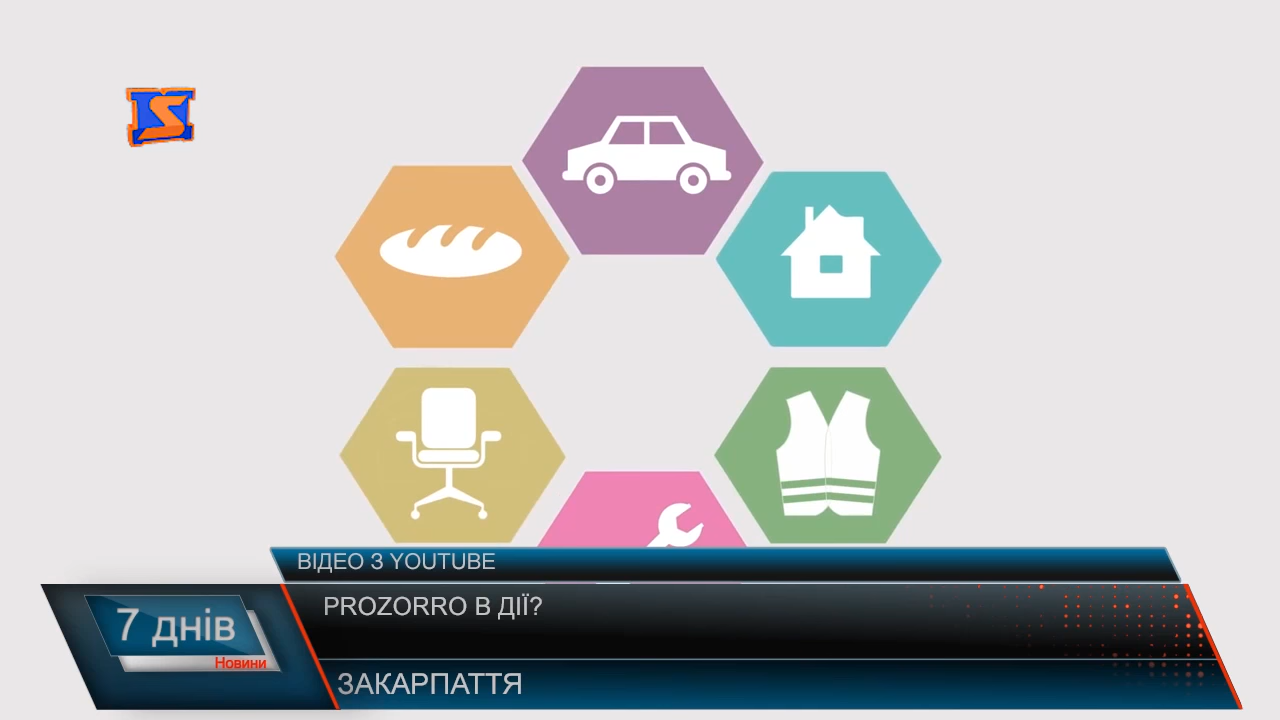 ВІДЕО З YOUTUBE
PROZORRO В ДІЇ?
7 днів
Новини
ЗАКАРПАТТЯ